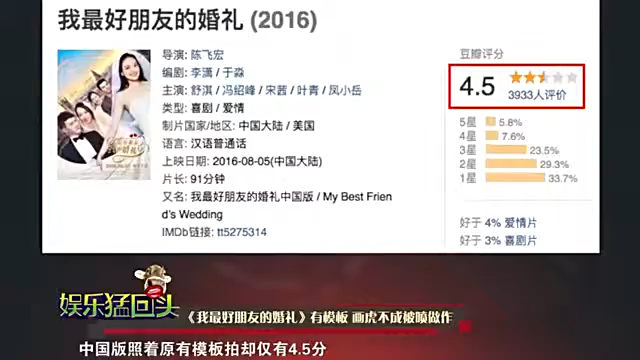 我最好朋友的婚礼 (2016)
导演: 陈飞宏
编剧: 李潇 / 于淼
主演: 舒淇 / 冯绍峰 / 宋茜 / 叶青 / 凤小岳
类型: 喜剧 / 爱情
制片国家/地区: 中国大陆 / 美国
语言: 汉语普通话
上映日期: 2016-08-05(中国大陆)
片长: 91分钟
又名: 我最好朋友的婚礼中国版 / My Best Frien
d's Wedding
IMDb链接: tt5275314
豆瓣评分
4.5
3933人评价
5星 5.8%
4星 7.6%
3星 23.5%
2星 29.3%
1星 33.7%
好于 4% 爱情片
好于 3% 喜剧片
娱乐猛回头
《我最好朋友的婚礼》有模板 画虎不成被喷做作
中国版照着原有模板拍却仅有4.5分